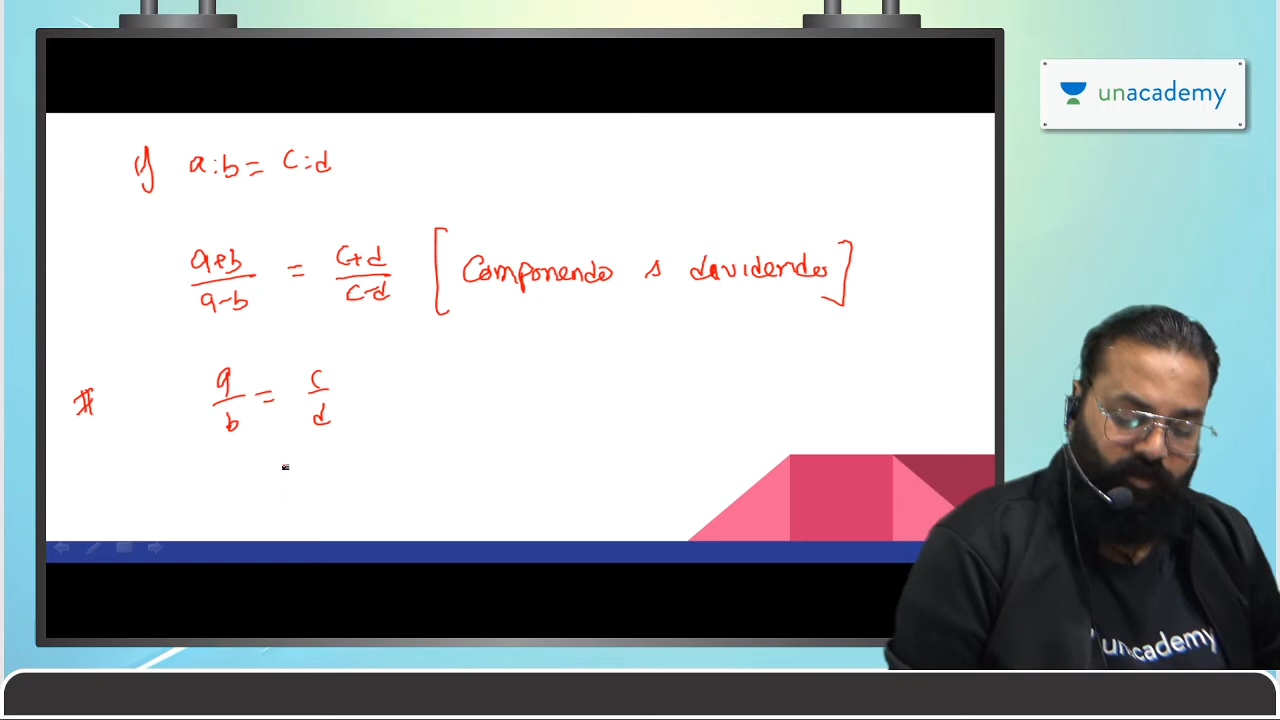 unacademy
If a:b = c:d
a+b/a-b = c+d/c-d [Componendo & dividendo]
# a/b = c/d
unacademy